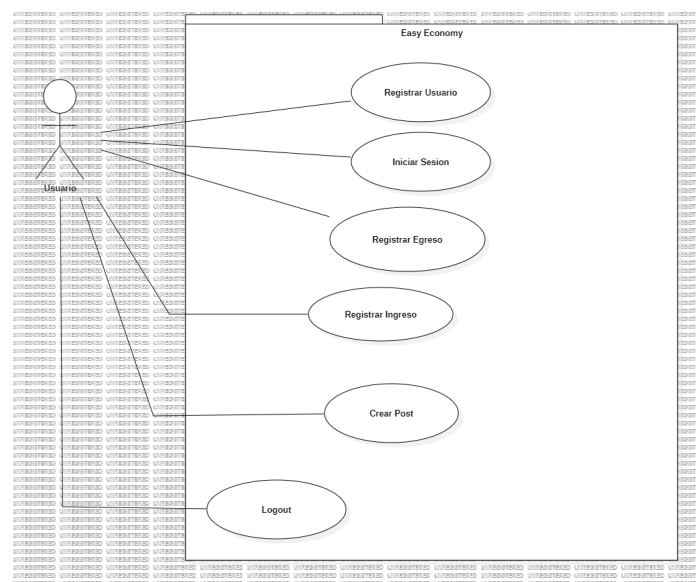 Easy Economy
Registrar Usuario
Iniciar Sesion
Usuario
Registrar Egreso
Registrar Ingreso
Crear Post
Logout